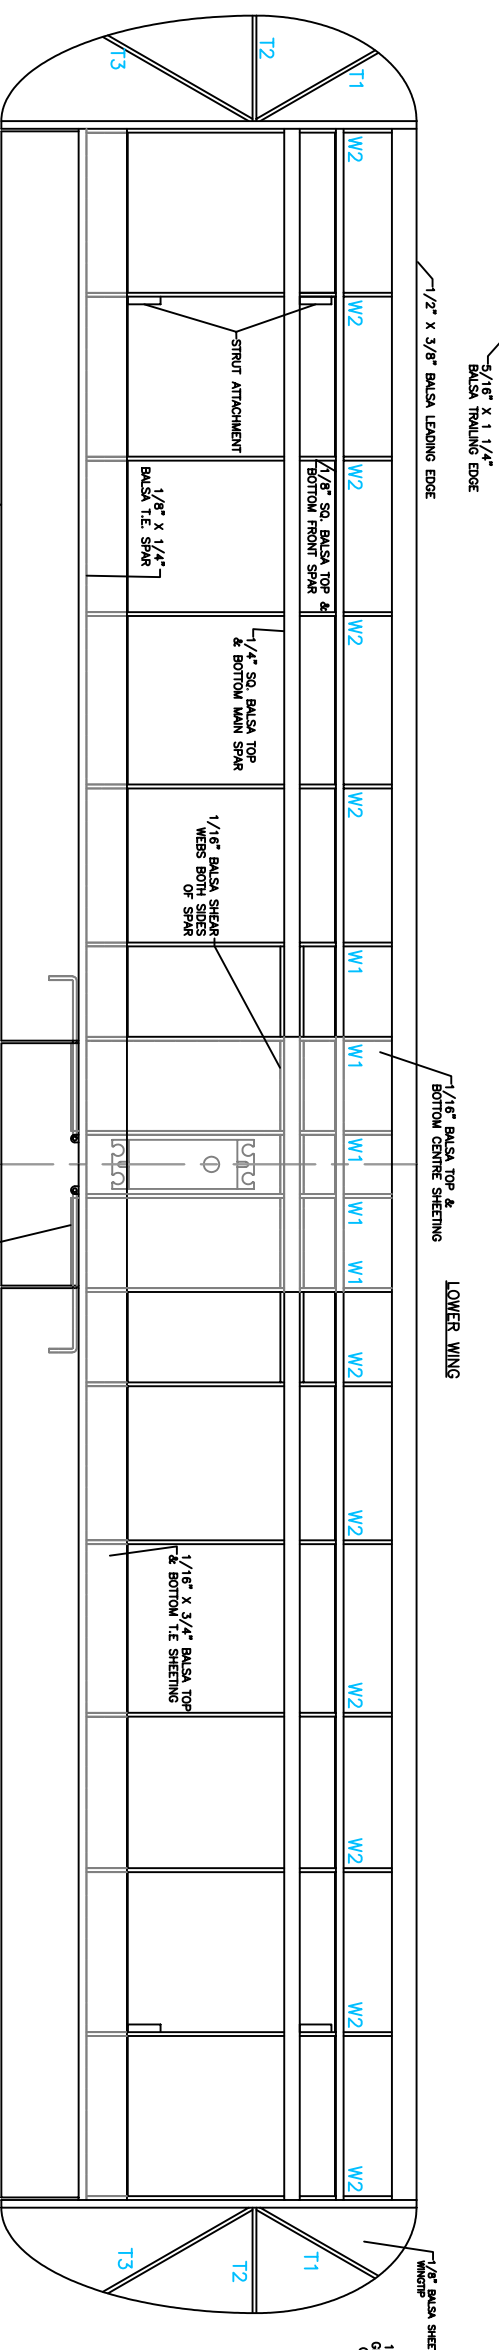 T3
T2
T1
W2
5/16" X 1 1/4"
BALSA TRAILING EDGE
1/2" X 3/8" BALSA LEADING EDGE
W2
STRUT ATTACHMENT
W2
1/8" SQ. BALSA TOP &
BOTTOM FRONT SPAR
1/8" X 1/4"
BALSA T.E. SPAR
W2
1/4" SQ. BALSA TOP
& BOTTOM MAIN SPAR
W2
1/16" BALSA SHEAR
WEBS BOTH SIDES
OF SPAR
W1
W1
1/16" BALSA TOP &
BOTTOM CENTRE SHEETING
W1
W1
W1
LOWER WING
W2
W2
1/16" X 3/4" BALSA TOP
& BOTTOM T.E SHEETING
W2
W2
W2
W2
T3
T2
T1
1/8" BALSA SHEE
WINGTIP